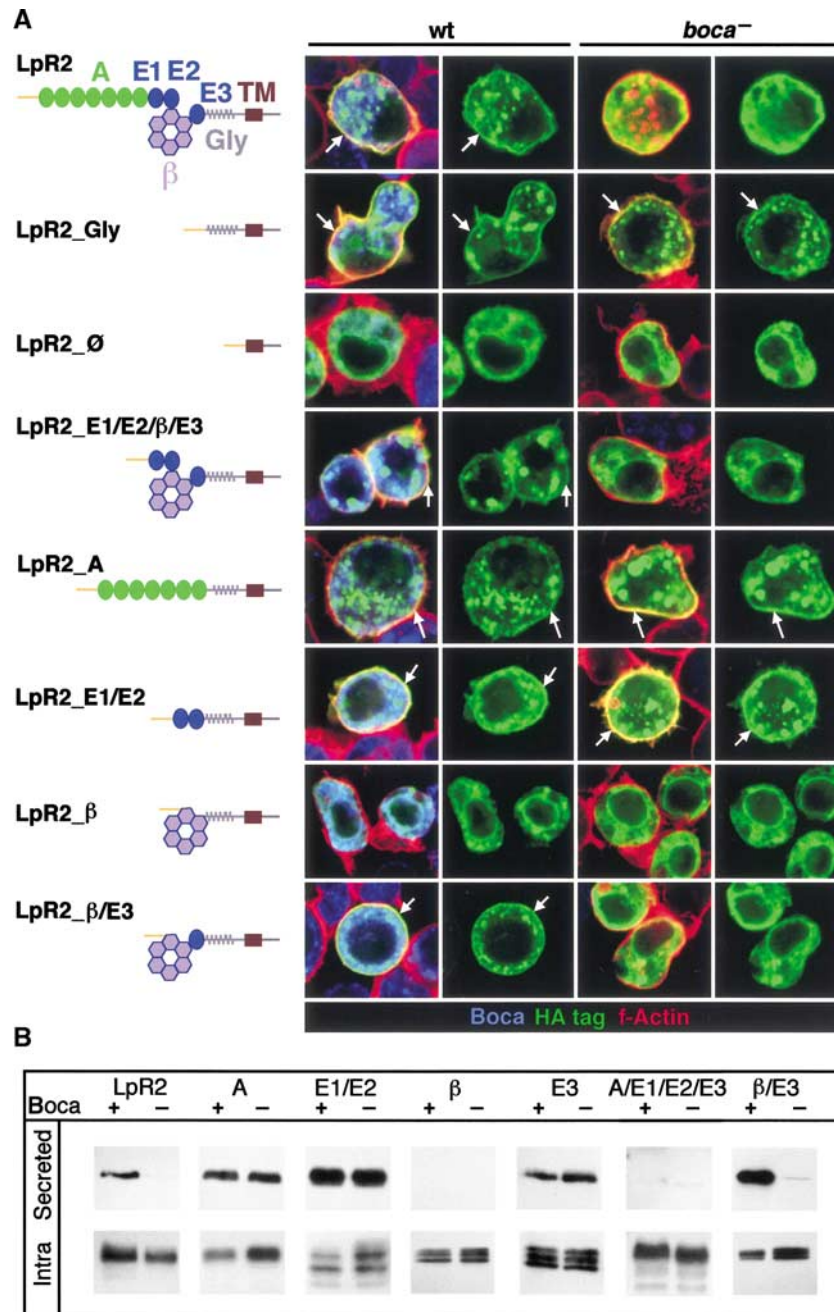 A
wt boca⁻
LpR2
A E1 E2
E3 TM
Gly
β
LpR2_Gly
LpR2_Ø
LpR2_E1/E2/β/E3
LpR2_A
LpR2_E1/E2
LpR2_β
LpR2_β/E3
Boca HA tag f-Actin
B
LpR2 A E1/E2 β E3 A/E1/E2/E3 β/E3
Boca + − + − + − + − + − + − + −
Secreted
Intra